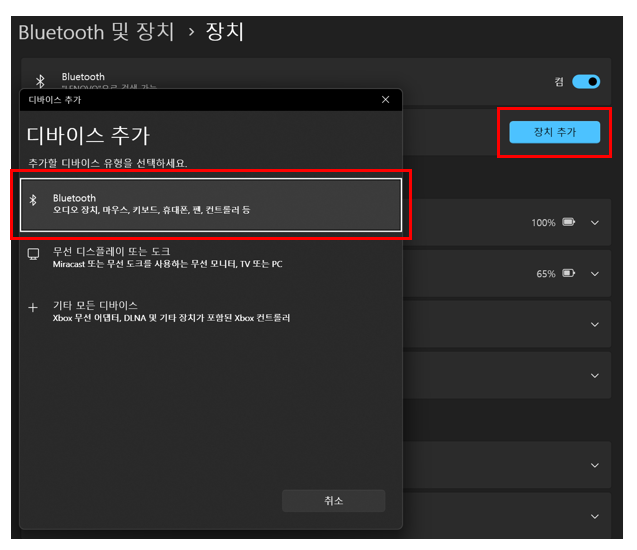 Bluetooth 및 장치 > 장치
Bluetooth
켬
디바이스 추가
디바이스 추가
장치 추가
추가할 디바이스 유형을 선택하세요.
Bluetooth
오디오 장치, 마우스, 키보드, 휴대폰, 펜, 컨트롤러 등
100%
무선 디스플레이 또는 도크
Miracast 또는 무선 도크를 사용하는 무선 모니터, TV 또는 PC
65%
기타 모든 디바이스
Xbox 무선 어댑터, DLNA 및 기타 장치가 포함된 Xbox 컨트롤러
취소